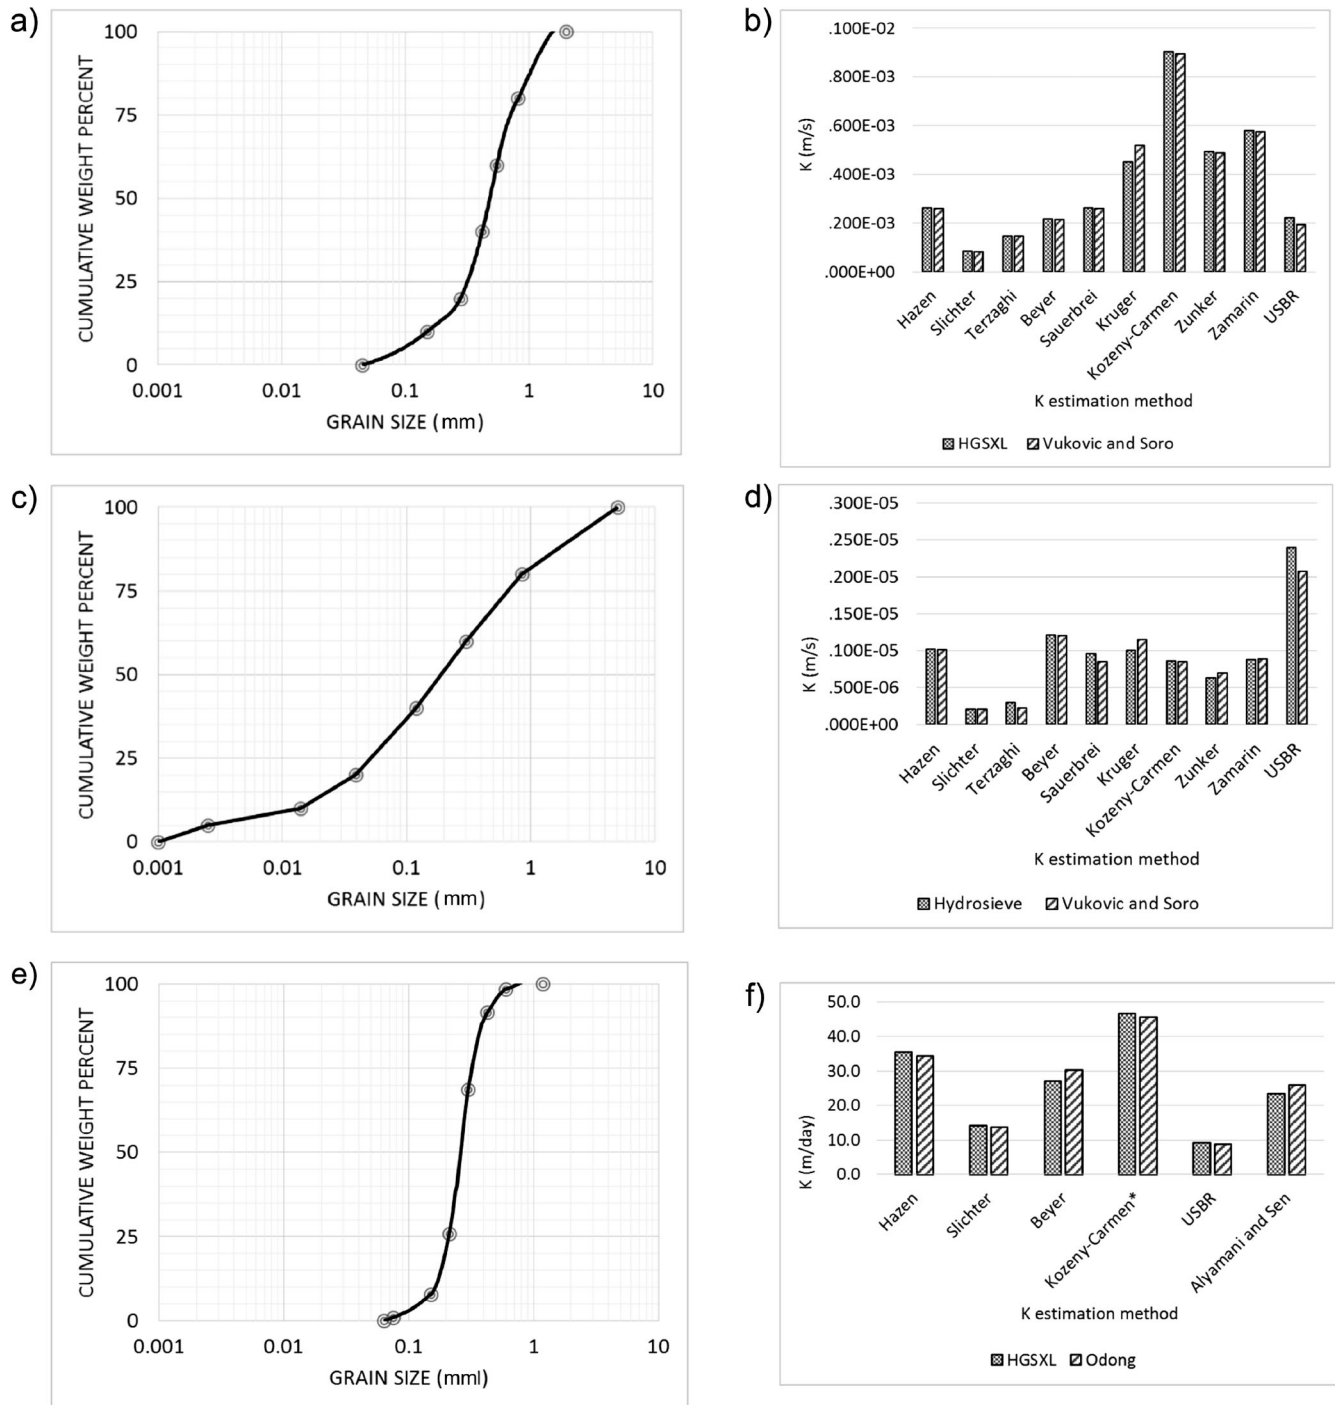 a)
CUMULATIVE WEIGHT PERCENT
100
75
50
25
0
0.001 0.01 0.1 1 10
GRAIN SIZE (mm)
b)
K (m/s)
.100E-02
.800E-03
.600E-03
.400E-03
.200E-03
.000E+00
Hazen
Slichter
Terzaghi
Beyer
Sauerbrei
Kruger
Kozeny-Carmen
Zunker
Zamarin
USBR
K estimation method
HGSXL Vukovic and Soro
c)
CUMULATIVE WEIGHT PERCENT
100
75
50
25
0
0.001 0.01 0.1 1 10
GRAIN SIZE (mm)
d)
K (m/s)
.300E-05
.250E-05
.200E-05
.150E-05
.100E-05
.500E-06
.000E+00
Hazen
Slichter
Terzaghi
Beyer
Sauerbrei
Kruger
Kozeny-Carmen
Zunker
Zamarin
USBR
K estimation method
Hydrosieve Vukovic and Soro
e)
CUMULATIVE WEIGHT PERCENT
100
75
50
25
0
0.001 0.01 0.1 1 10
GRAIN SIZE (mml)
f)
K (m/day)
50.0
40.0
30.0
20.0
10.0
0.0
Hazen
Slichter
Beyer
Kozeny-Carmen*
USBR
Alyamani and Sen
K estimation method
HGSXL Odong